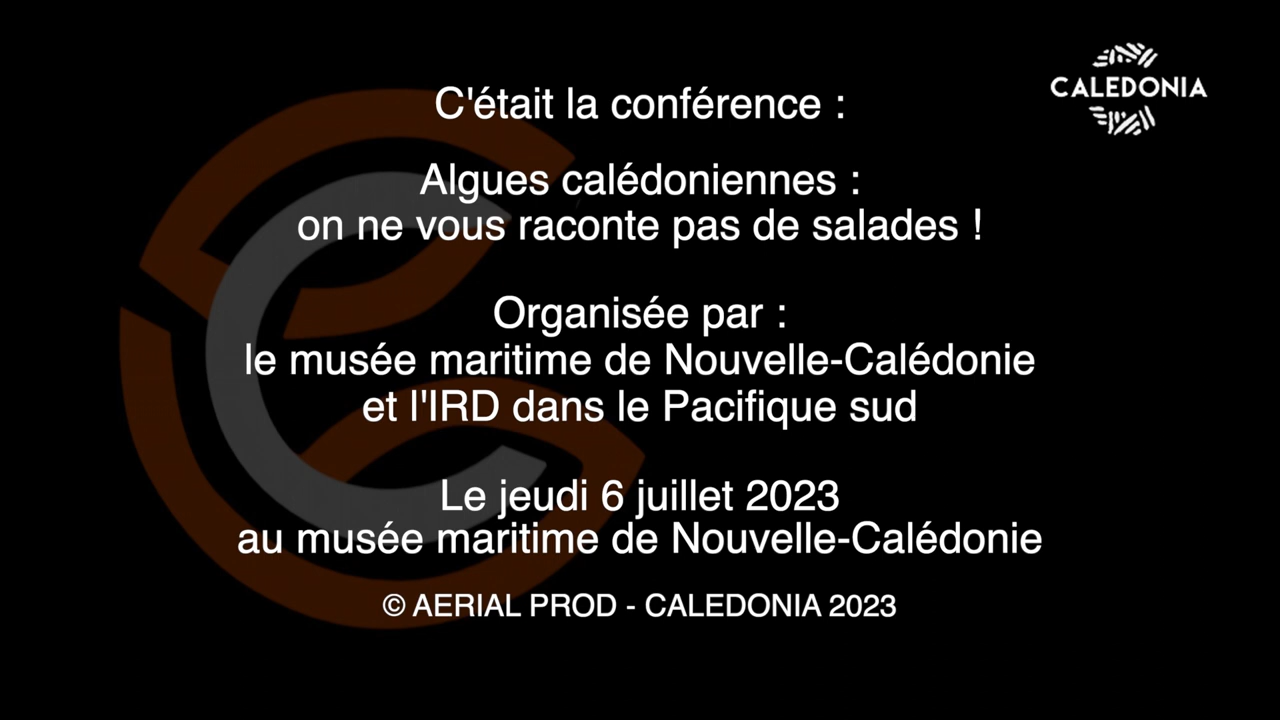 CALEDONIA
C'était la conférence :
Algues calédoniennes :
on ne vous raconte pas de salades !
Organisée par :
le musée maritime de Nouvelle-Calédonie
et l'IRD dans le Pacifique sud
Le jeudi 6 juillet 2023
au musée maritime de Nouvelle-Calédonie
© AERIAL PROD - CALEDONIA 2023